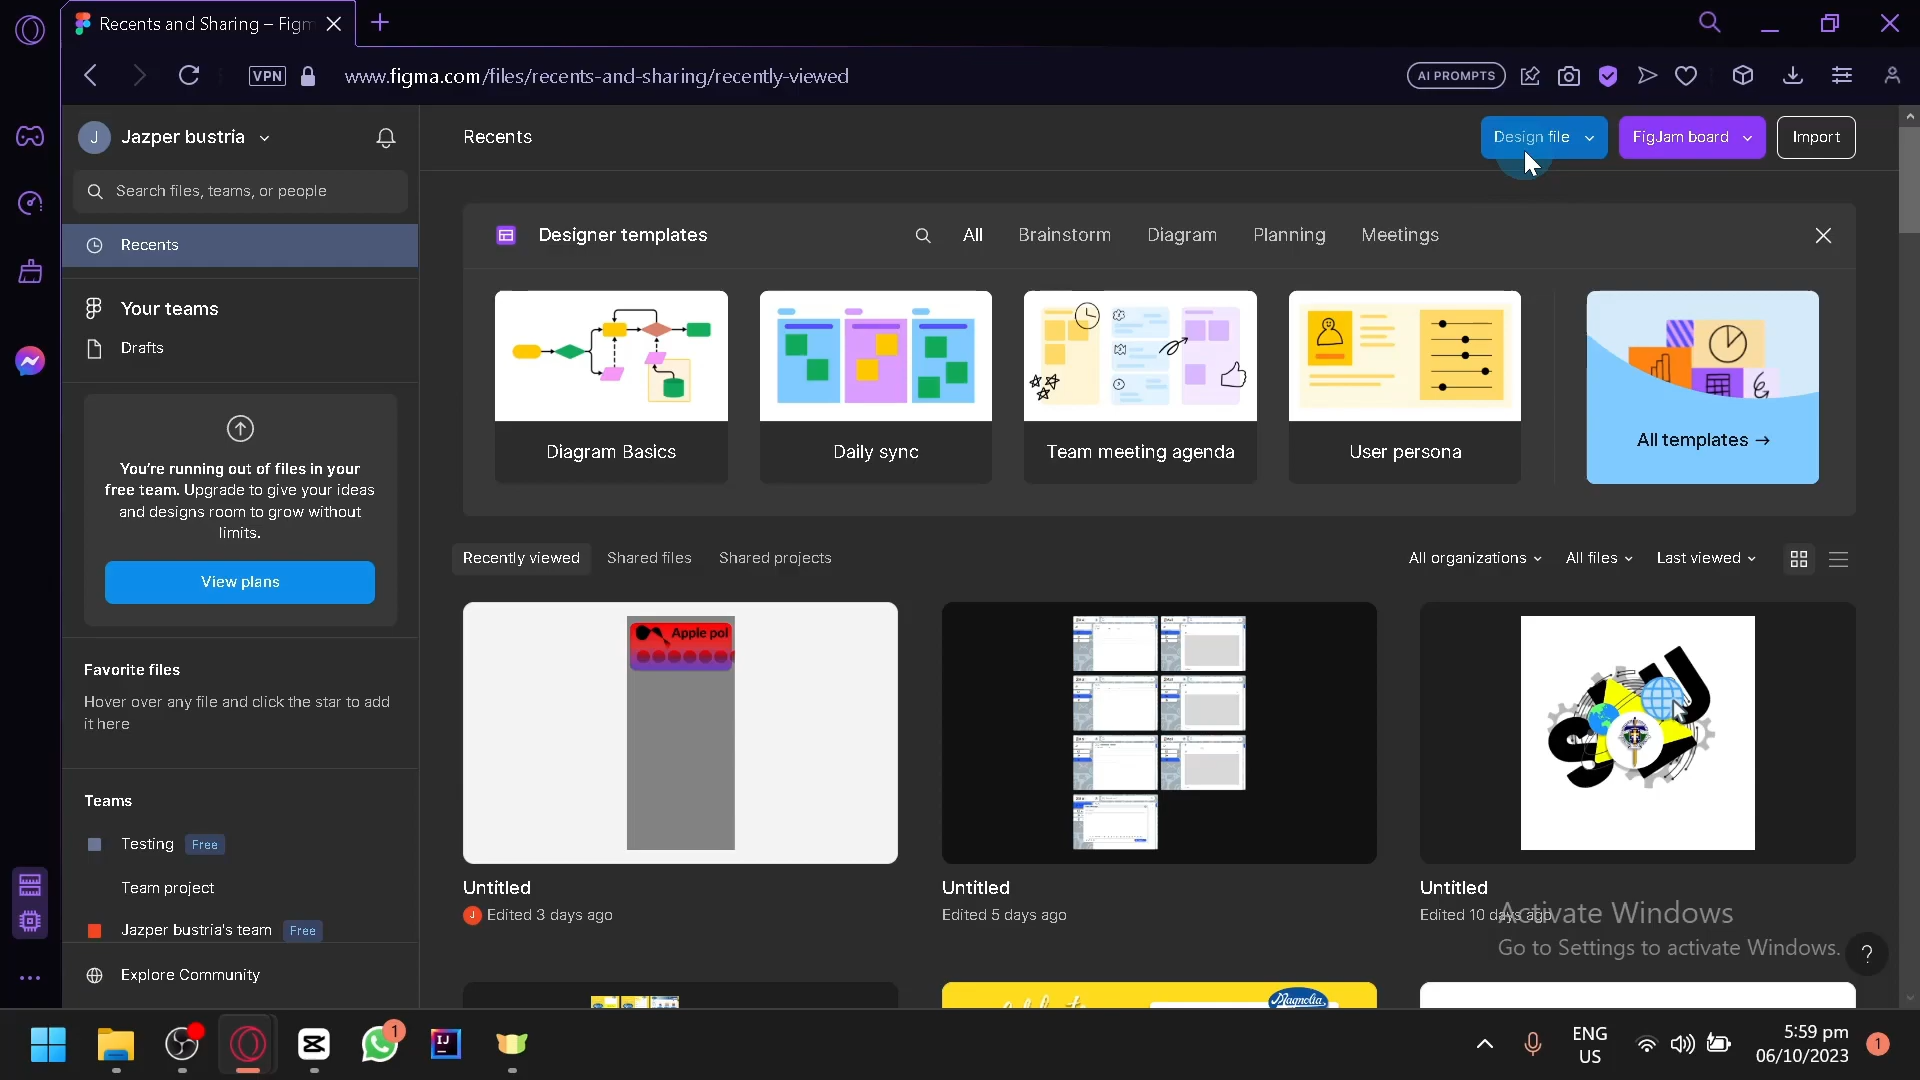 Recents and Sharing – Figm
VPN
www.figma.com/files/recents-and-sharing/recently-viewed
AI PROMPTS
J
Jazper bustria
Recents
Design file
FigJam board
Import
Search files, teams, or people
Recents
Designer templates
All
Brainstorm
Diagram
Planning
Meetings
Your teams
Drafts
Diagram Basics
Daily sync
Team meeting agenda
User persona
All templates →
You're running out of files in your
free team. Upgrade to give your ideas
and designs room to grow without
limits.
View plans
Recently viewed
Shared files
Shared projects
All organizations
All files
Last viewed
Apple pol
Favorite files
Hover over any file and click the star to add
it here
Teams
Testing
Free
Team project
Jazper bustria's team
Free
Explore Community
Untitled
J
Edited 3 days ago
Untitled
Edited 5 days ago
Untitled
Edited 10 days ago
Activate Windows
Go to Settings to activate Windows.
?
Magnolia
1
IJ
ENG
US
5:59 pm
06/10/2023
1